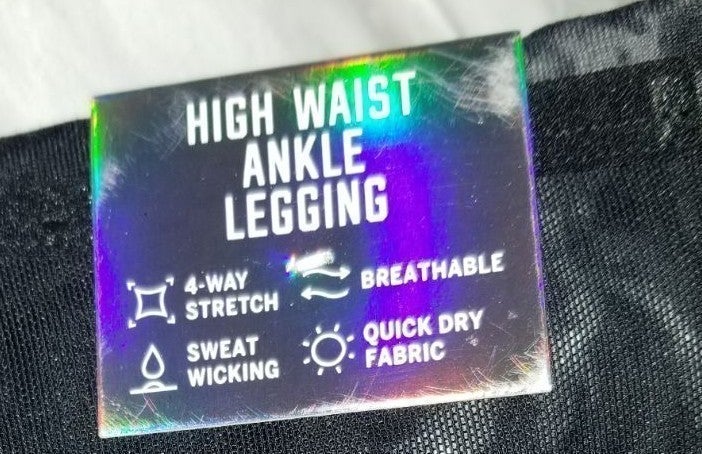 HIGH WAIST
ANKLE
LEGGING
4-WAY
STRETCH
BREATHABLE
SWEAT
WICKING
QUICK DRY
FABRIC